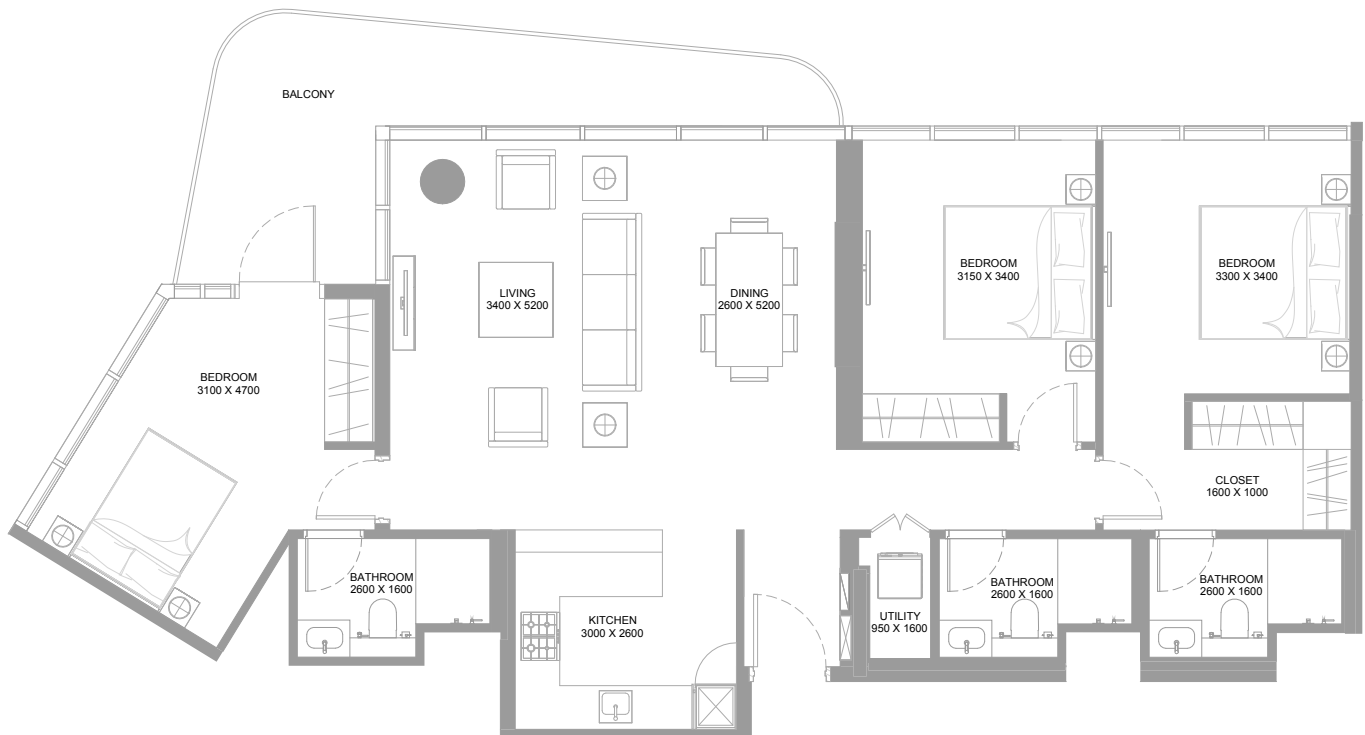 BALCONY
LIVING
3400 X 5200
DINING
2600 X 5200
BEDROOM
3150 X 3400
BEDROOM
3300 X 3400
BEDROOM
3100 X 4700
CLOSET
1600 X 1000
BATHROOM
2600 X 1600
KITCHEN
3000 X 2600
UTILITY
950 X 1600
BATHROOM
2600 X 1600
BATHROOM
2600 X 1600